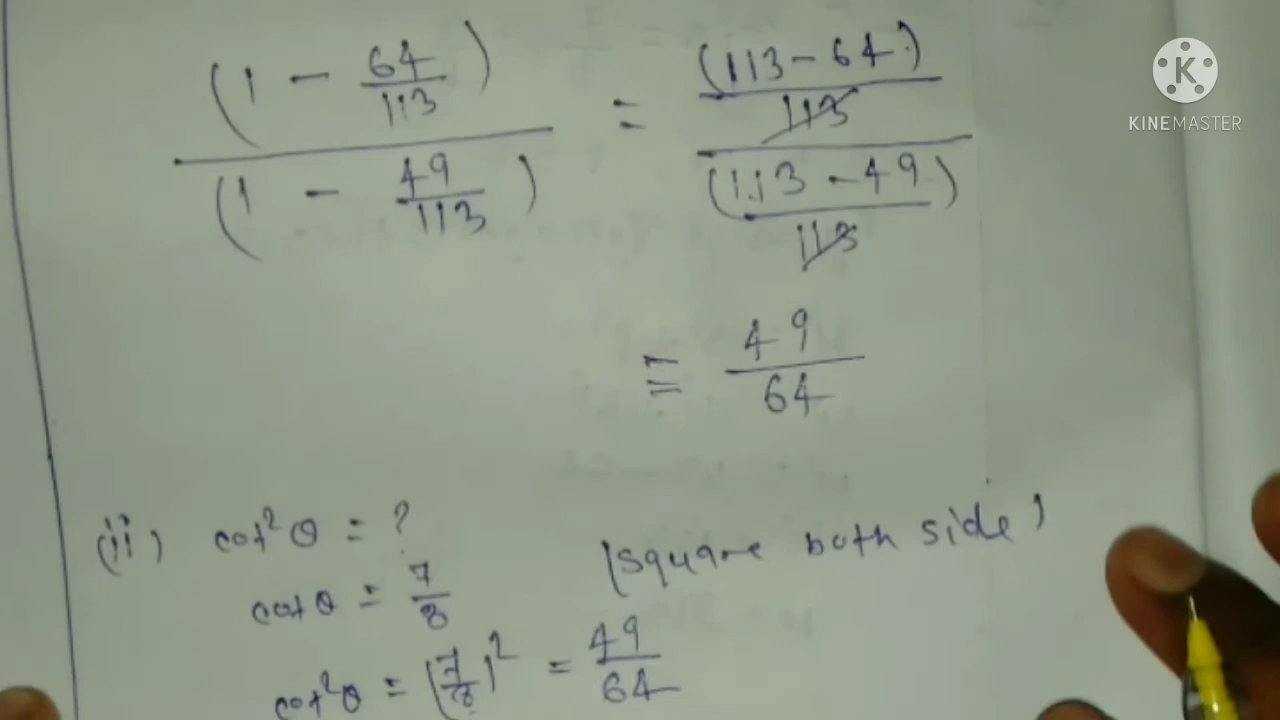 (1 - 64/113) / (1 - 49/113) = ((113 - 64)/113) / ((113 - 49)/113)
= 49/64
(ii) cot²θ = ?
cotθ = 7/8 (square both side)
cot²θ = (7/8)² = 49/64
KINEMASTER